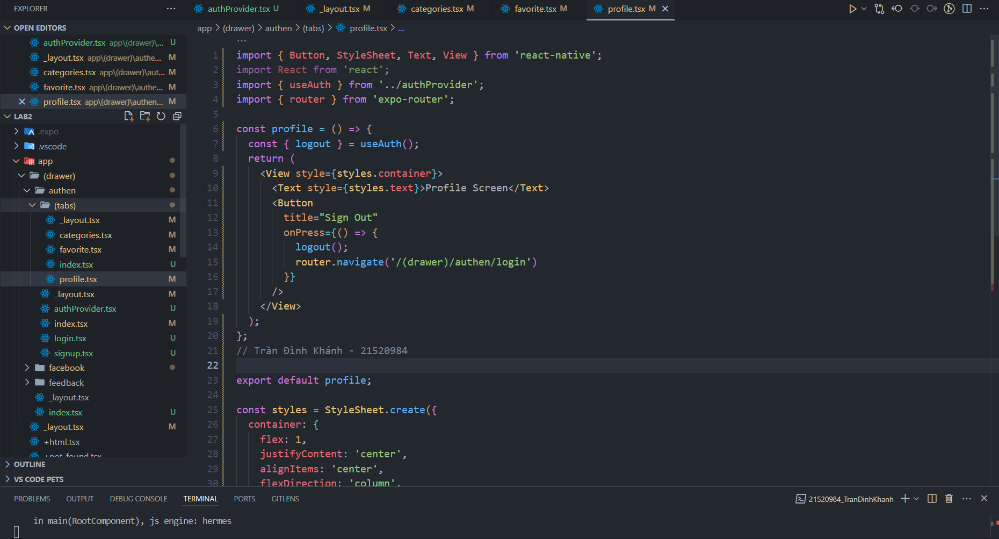 EXPLORER
authProvider.tsx U
_layout.tsx M
categories.tsx M
favorite.tsx M
profile.tsx M
OPEN EDITORS
authProvider.tsx app\(drawer)\... U
_layout.tsx app\(drawer)\authe... M
categories.tsx app\(drawer)\aut... M
favorite.tsx app\(drawer)\authe... M
profile.tsx app\(drawer)\authen... M
LAB2
.expo
.vscode
app
(drawer)
authen
(tabs)
_layout.tsx M
categories.tsx M
favorite.tsx M
index.tsx U
profile.tsx M
_layout.tsx M
authProvider.tsx U
index.tsx M
login.tsx U
signup.tsx U
facebook
feedback
_layout.tsx
index.tsx U
_layout.tsx M
+html.tsx
+not-found.tsx
OUTLINE
VS CODE PETS
app > (drawer) > authen > (tabs) > profile.tsx > ...
...
1 import { Button, StyleSheet, Text, View } from 'react-native';
2 import React from 'react';
3 import { useAuth } from '../authProvider';
4 import { router } from 'expo-router';
5
6 const profile = () => {
7 const { logout } = useAuth();
8 return (
9 <View style={styles.container}>
10 <Text style={styles.text}>Profile Screen</Text>
11 <Button
12 title="Sign Out"
13 onPress={() => {
14 logout();
15 router.navigate('/(drawer)/authen/login')
16 }}
17 />
18 </View>
19 );
20 };
21 // Trần Đình Khánh - 21520984
22
23 export default profile;
24
25 const styles = StyleSheet.create({
26 container: {
27 flex: 1,
28 justifyContent: 'center',
29 alignItems: 'center',
30 flexDirection: 'column',
PROBLEMS OUTPUT DEBUG CONSOLE TERMINAL PORTS GITLENS
21520984_TranDinhKhanh
in main(RootComponent), js engine: hermes